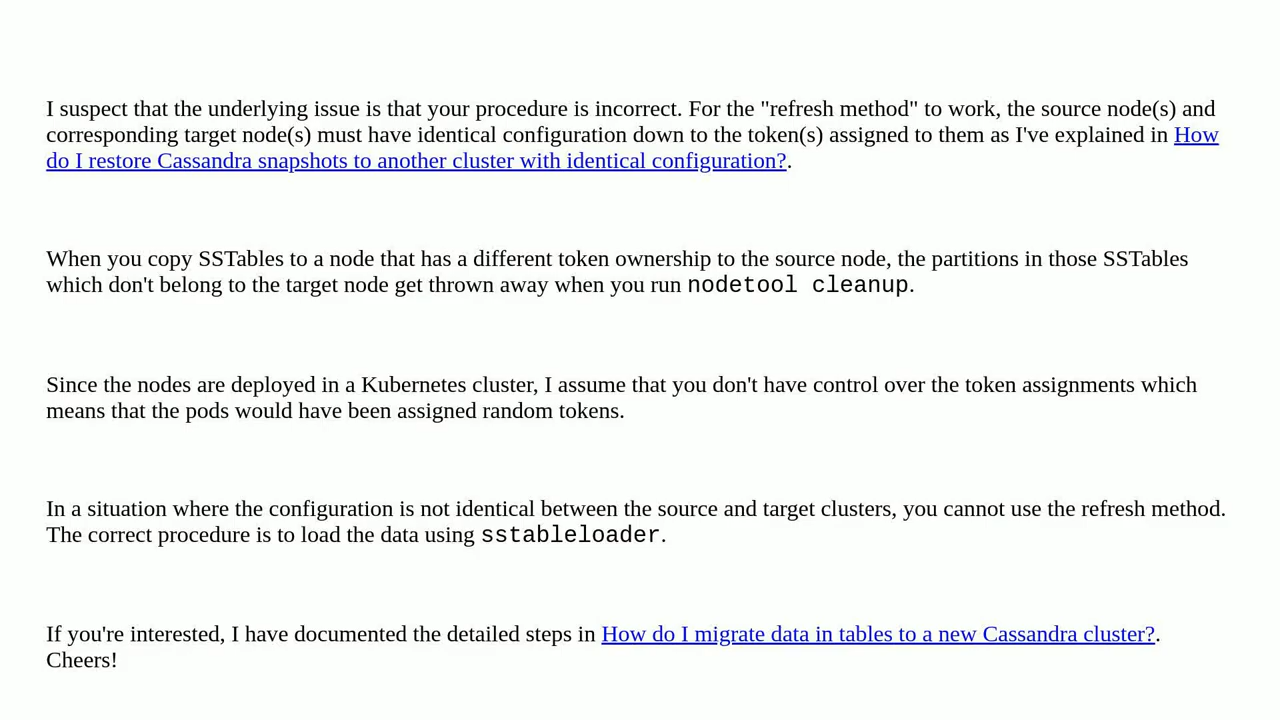 I suspect that the underlying issue is that your procedure is incorrect. For the "refresh method" to work, the source node(s) and
corresponding target node(s) must have identical configuration down to the token(s) assigned to them as I've explained in How
do I restore Cassandra snapshots to another cluster with identical configuration?.
When you copy SSTables to a node that has a different token ownership to the source node, the partitions in those SSTables
which don't belong to the target node get thrown away when you run nodetool cleanup.
Since the nodes are deployed in a Kubernetes cluster, I assume that you don't have control over the token assignments which
means that the pods would have been assigned random tokens.
In a situation where the configuration is not identical between the source and target clusters, you cannot use the refresh method.
The correct procedure is to load the data using sstableloader.
If you're interested, I have documented the detailed steps in How do I migrate data in tables to a new Cassandra cluster?.
Cheers!